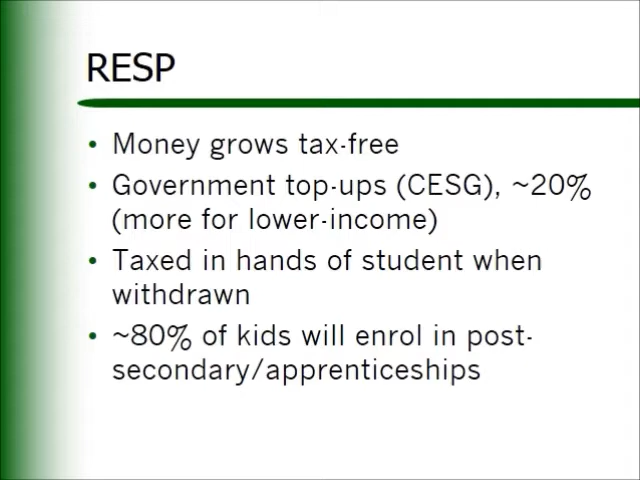 RESP
• Money grows tax-free
• Government top-ups (CESG), ~20%
(more for lower-income)
• Taxed in hands of student when
withdrawn
• ~80% of kids will enrol in post-
secondary/apprenticeships